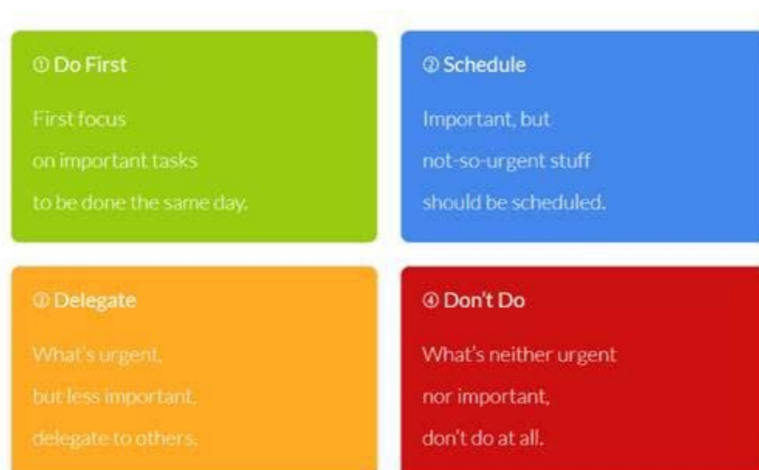 ① Do First
First focus
on important tasks
to be done the same day.
② Schedule
Important, but
not-so-urgent stuff
should be scheduled.
③ Delegate
What's urgent,
but less important,
delegate to others.
④ Don't Do
What's neither urgent
nor important,
don't do at all.